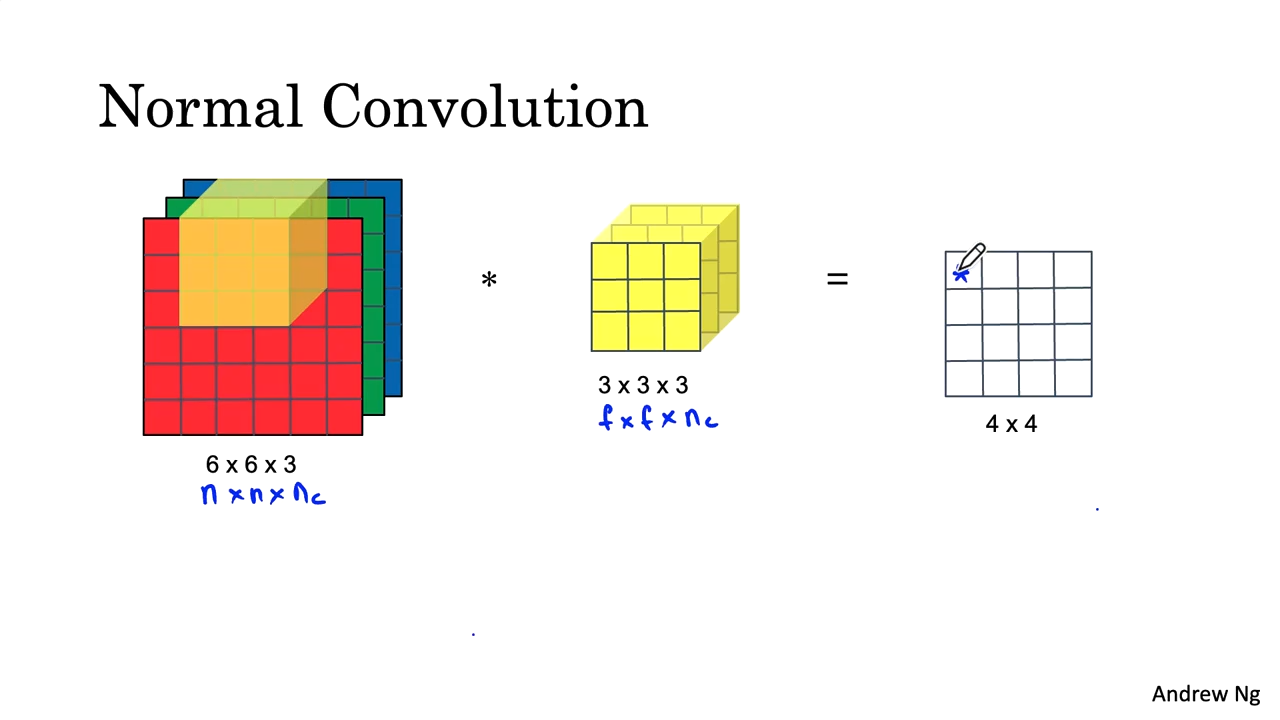 Normal Convolution
*
=
3 x 3 x 3
f x f x nc
4 x 4
6 x 6 x 3
n x n x nc
Andrew Ng